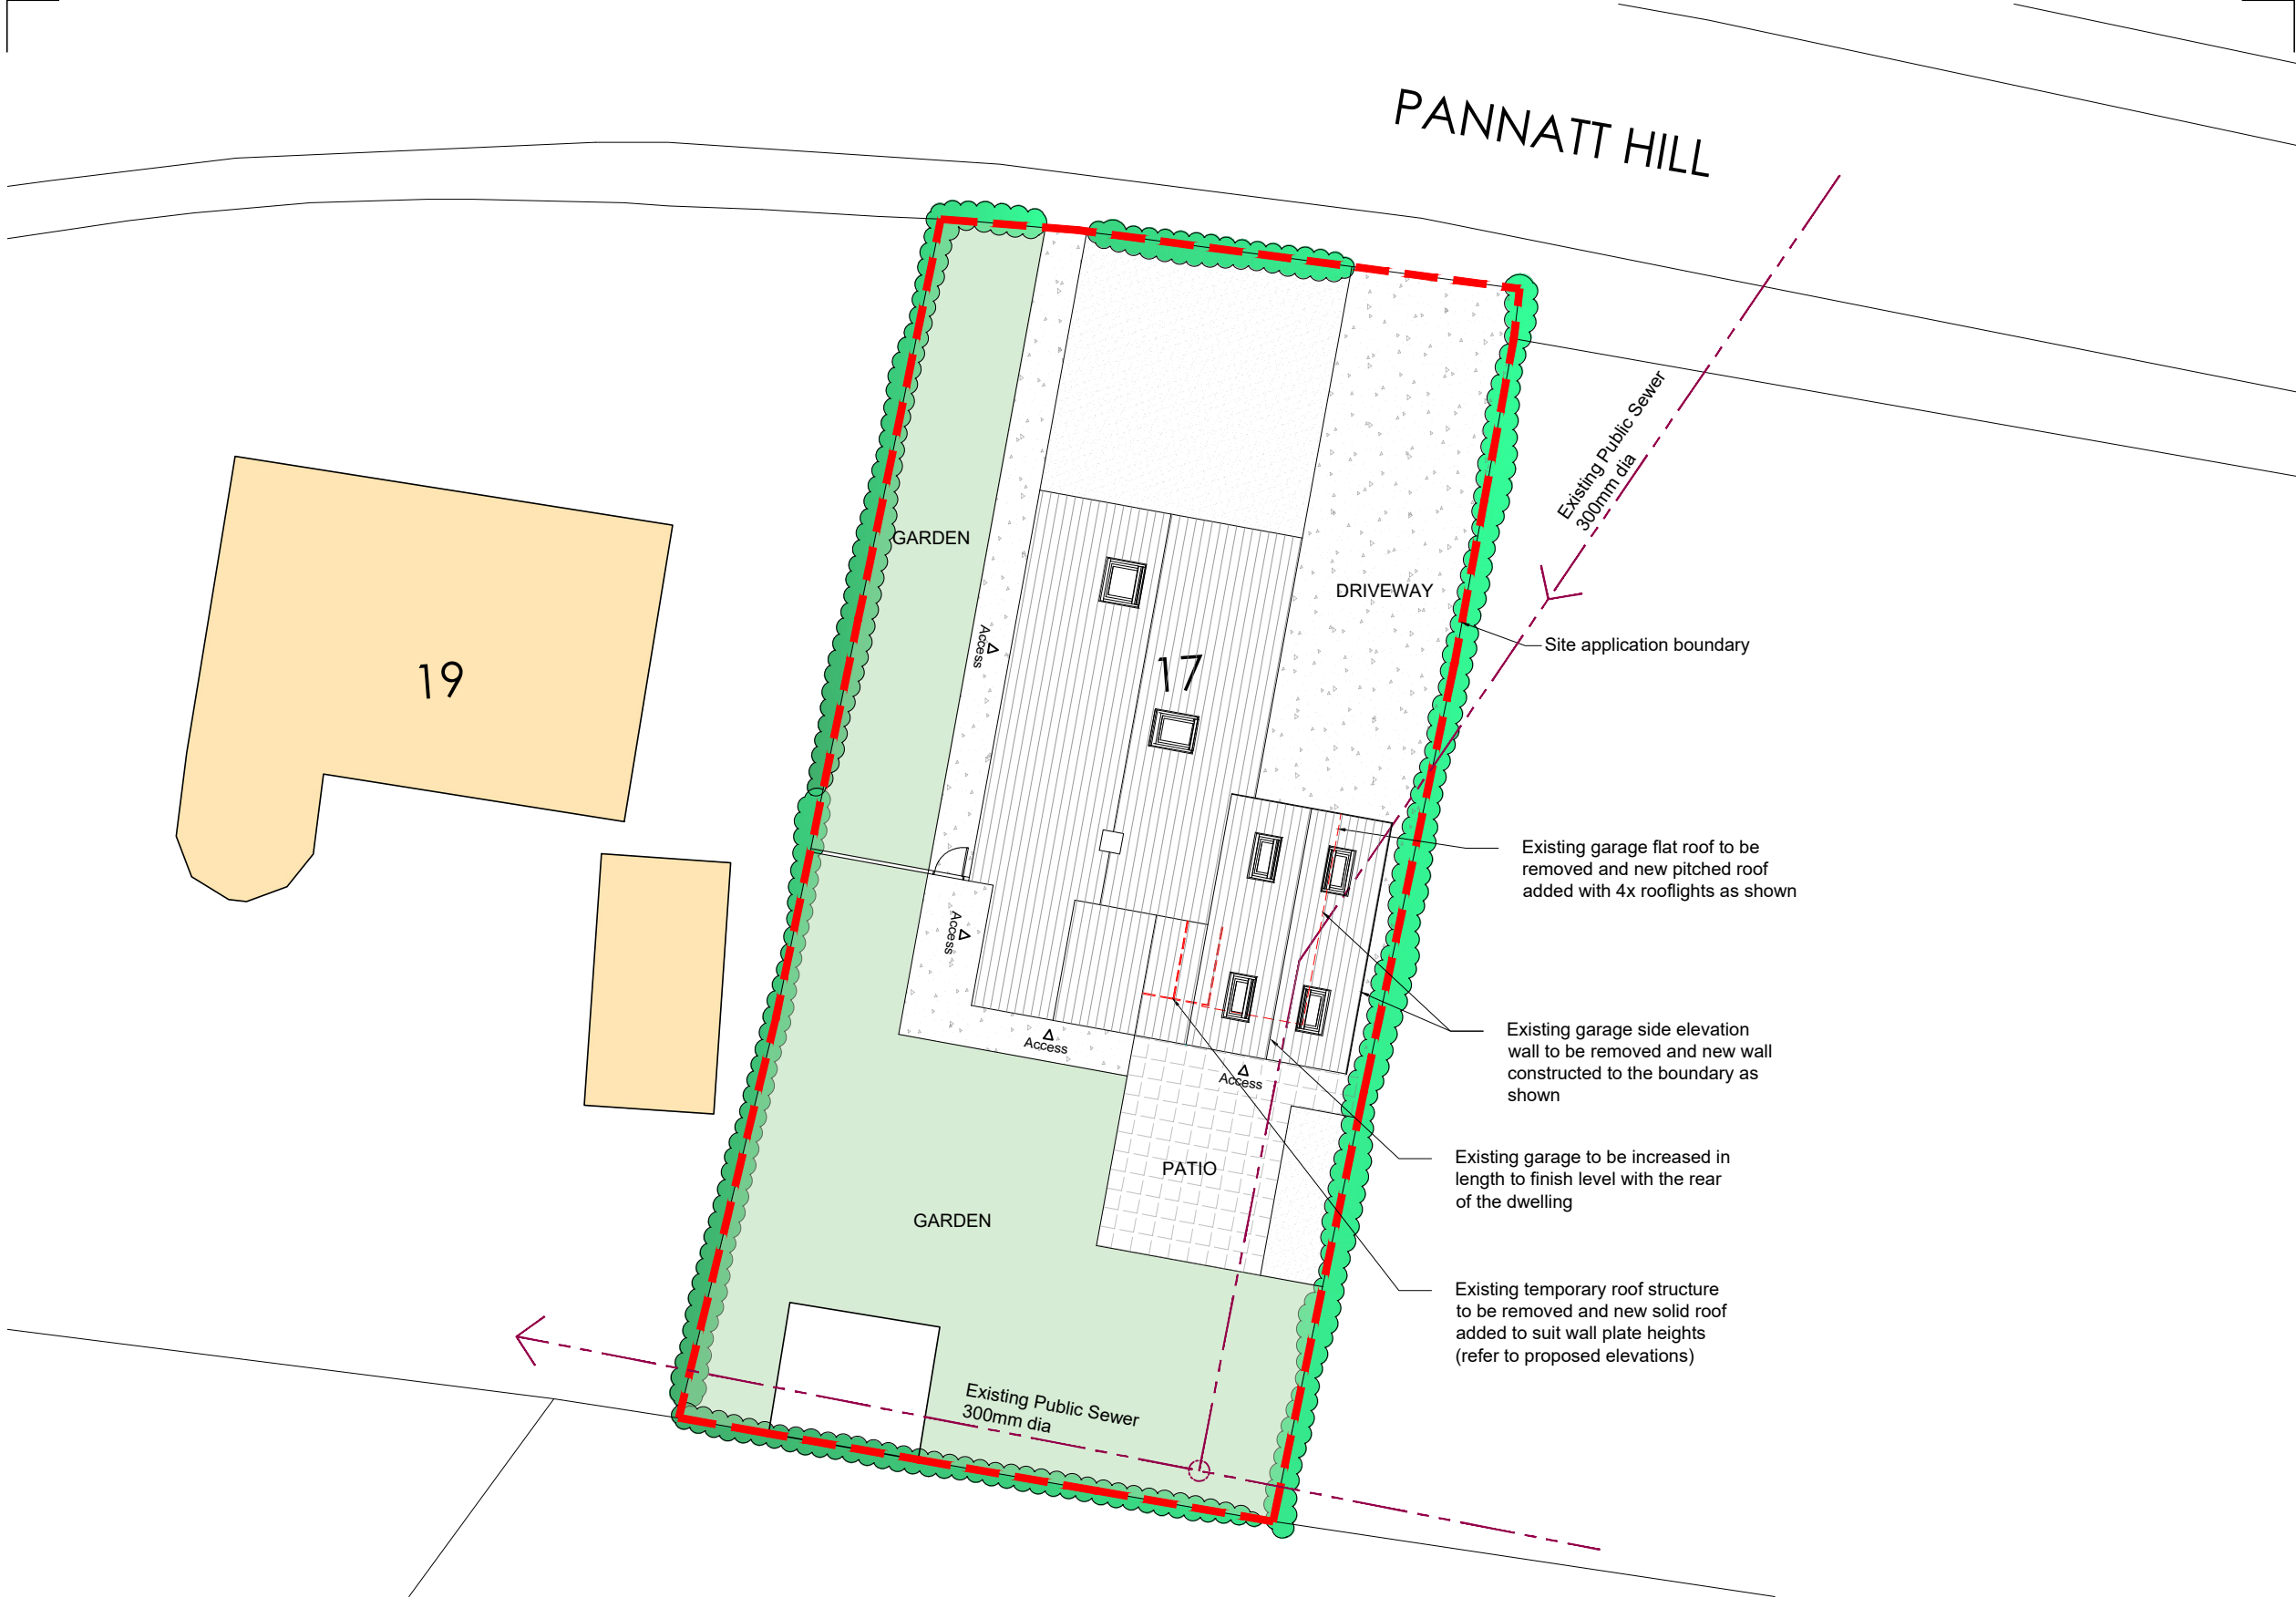 PANNATT HILL
Existing Public Sewer
300mm dia
GARDEN
DRIVEWAY
Access
Site application boundary
17
19
Existing garage flat roof to be
removed and new pitched roof
added with 4x rooflights as shown
Access
Existing garage side elevation
wall to be removed and new wall
constructed to the boundary as
shown
Access
Access
PATIO
Existing garage to be increased in
length to finish level with the rear
of the dwelling
GARDEN
Existing temporary roof structure
to be removed and new solid roof
added to suit wall plate heights
(refer to proposed elevations)
Existing Public Sewer
300mm dia